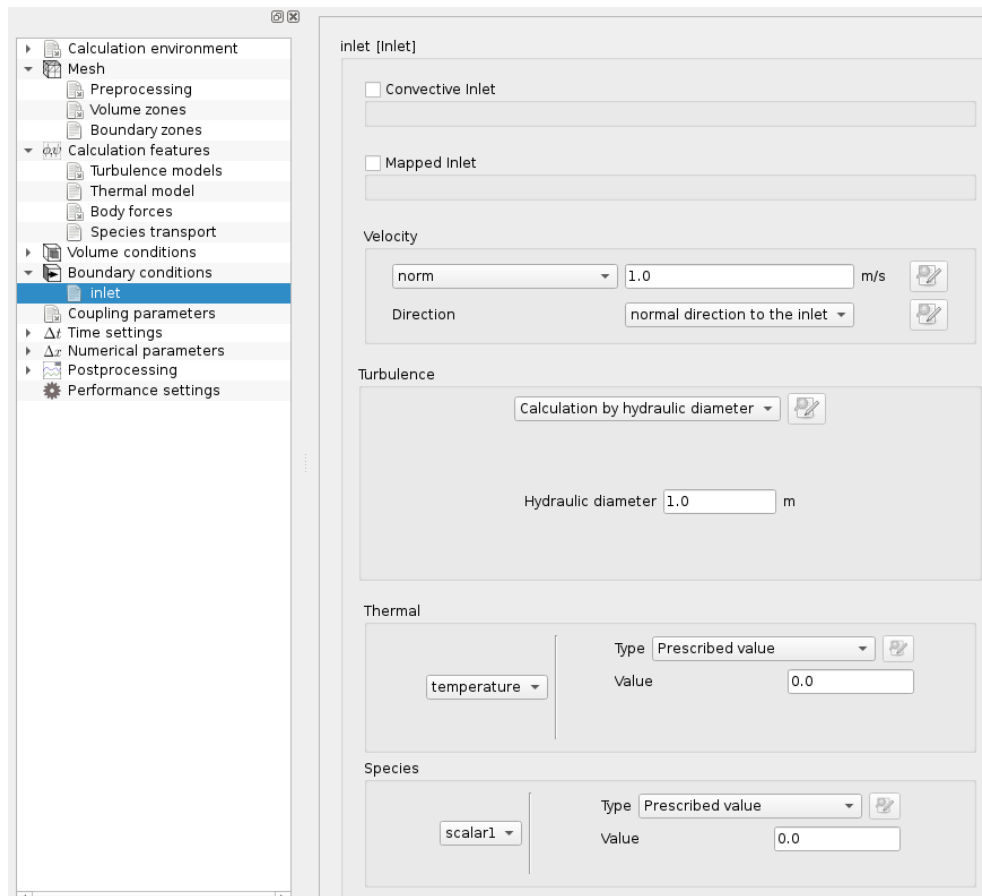 Calculation environment
Mesh
Preprocessing
Volume zones
Boundary zones
Calculation features
Turbulence models
Thermal model
Body forces
Species transport
Volume conditions
Boundary conditions
inlet
Coupling parameters
Δt Time settings
Δx Numerical parameters
Postprocessing
Performance settings
inlet [Inlet]
Convective Inlet
Mapped Inlet
Velocity
norm 1.0 m/s
Direction normal direction to the inlet
Turbulence
Calculation by hydraulic diameter
Hydraulic diameter 1.0 m
Thermal
temperature
Type Prescribed value
Value 0.0
Species
scalar1
Type Prescribed value
Value 0.0